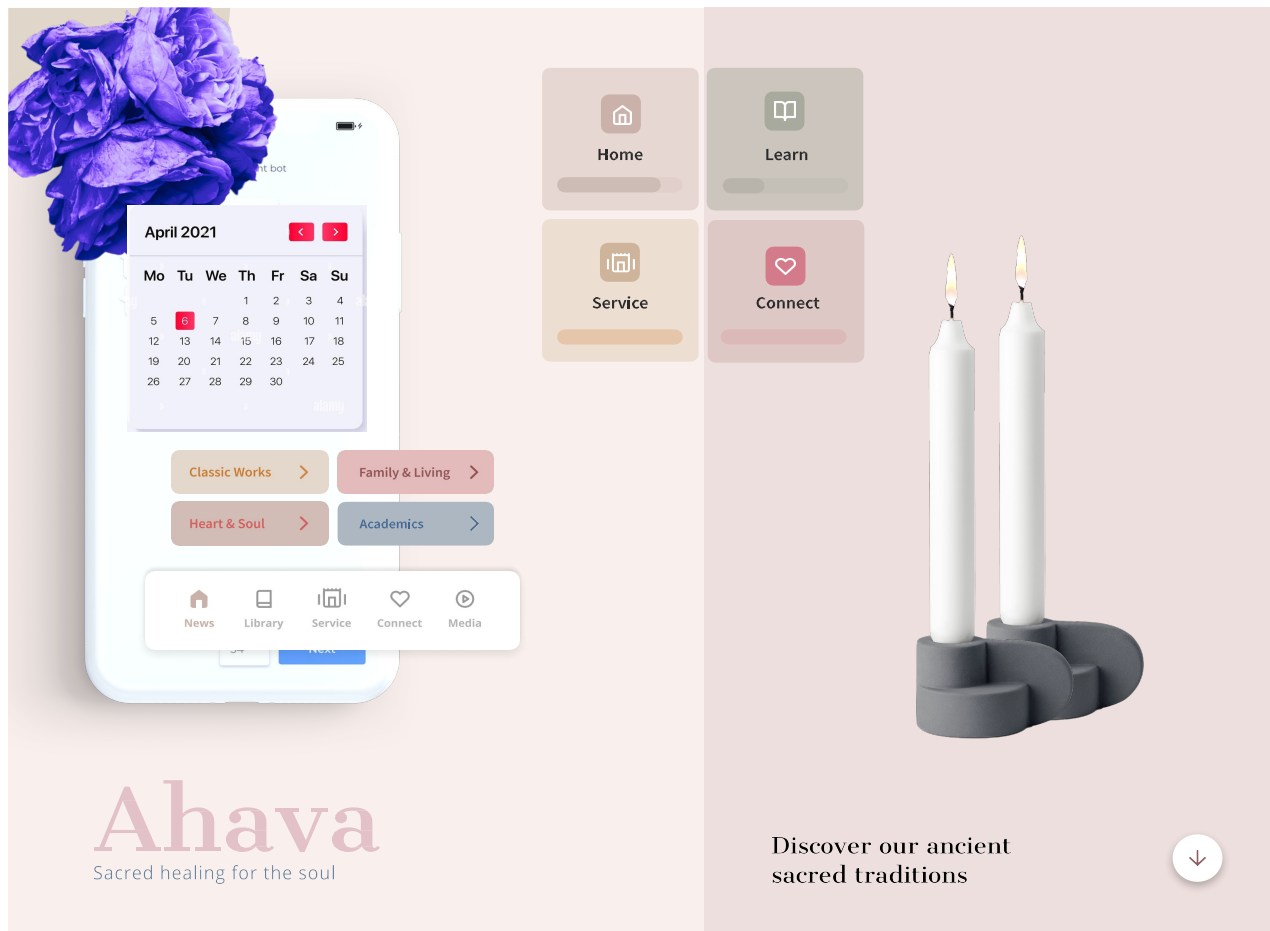 nt bot
April 2021
Mo Tu We Th Fr Sa Su
1 2 3 4
5 6 7 8 9 10 11
12 13 14 15 16 17 18
19 20 21 22 23 24 25
26 27 28 29 30
Classic Works
Family & Living
Heart & Soul
Academics
News
Library
Service
Connect
Media
Next
Home
Learn
Service
Connect
Ahava
Sacred healing for the soul
Discover our ancient
sacred traditions